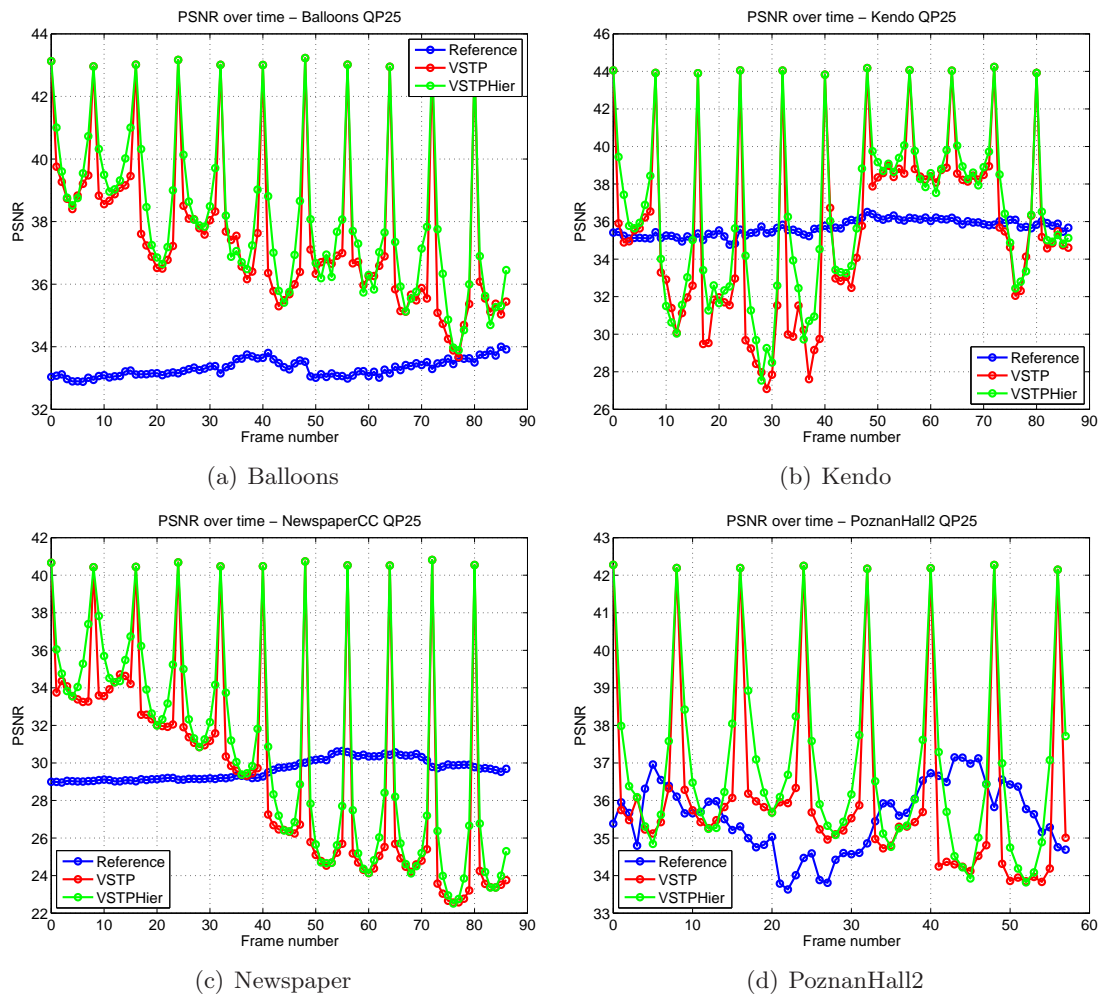 PSNR over time − Balloons QP25
PSNR
44
42
40
38
36
34
32
0 10 20 30 40 50 60 70 80 90
Frame number
Reference
VSTP
VSTPHier
(a) Balloons
PSNR over time − Kendo QP25
PSNR
46
44
42
40
38
36
34
32
30
28
26
0 10 20 30 40 50 60 70 80 90
Frame number
Reference
VSTP
VSTPHier
(b) Kendo
PSNR over time − NewspaperCC QP25
PSNR
42
40
38
36
34
32
30
28
26
24
22
0 10 20 30 40 50 60 70 80 90
Frame number
Reference
VSTP
VSTPHier
(c) Newspaper
PSNR over time − PoznanHall2 QP25
PSNR
43
42
41
40
39
38
37
36
35
34
33
0 10 20 30 40 50 60
Frame number
Reference
VSTP
VSTPHier
(d) PoznanHall2